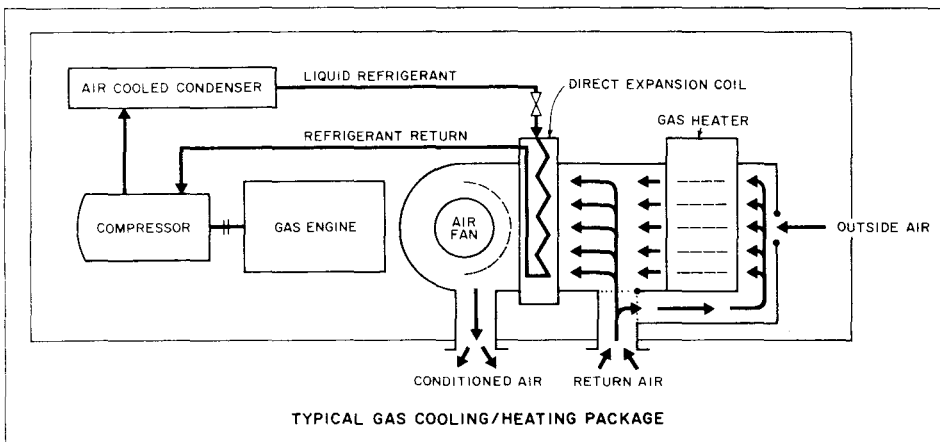 LIQUID REFRIGERANT
DIRECT EXPANSION COIL
AIR COOLED CONDENSER
GAS HEATER
REFRIGERANT RETURN
COMPRESSOR
GAS ENGINE
AIR
FAN
OUTSIDE AIR
CONDITIONED AIR
RETURN AIR
TYPICAL GAS COOLING/HEATING PACKAGE